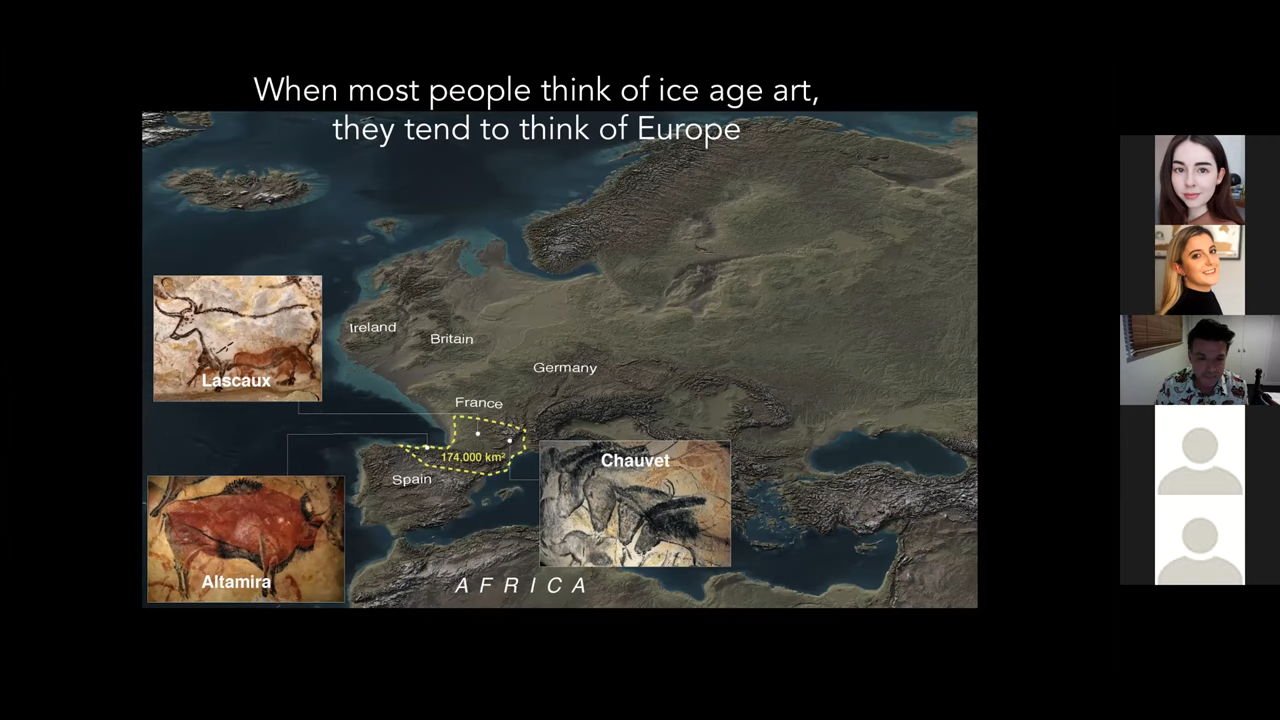 When most people think of ice age art,
they tend to think of Europe
Lascaux
Ireland
Britain
Germany
France
174,000 km²
Chauvet
Spain
Altamira
AFRICA